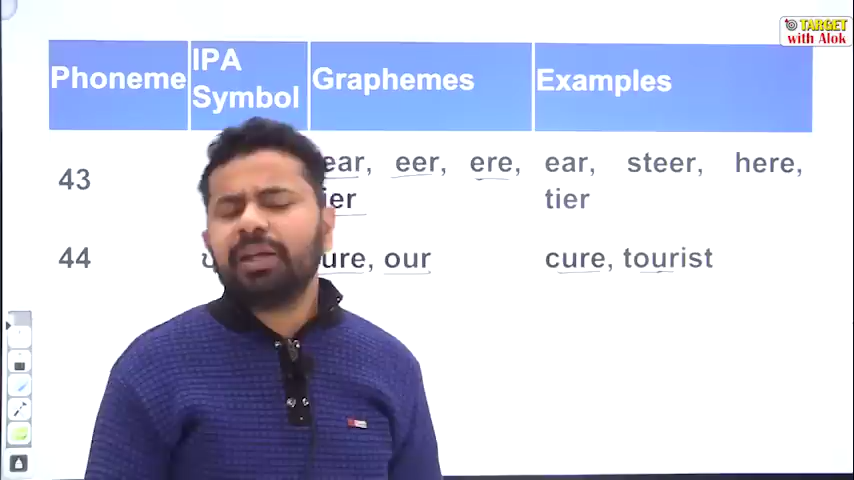 TARGET
with Alok
Phoneme IPA Symbol Graphemes Examples
43 ear, eer, ere, ier ear, steer, here, tier
44 ure, our cure, tourist